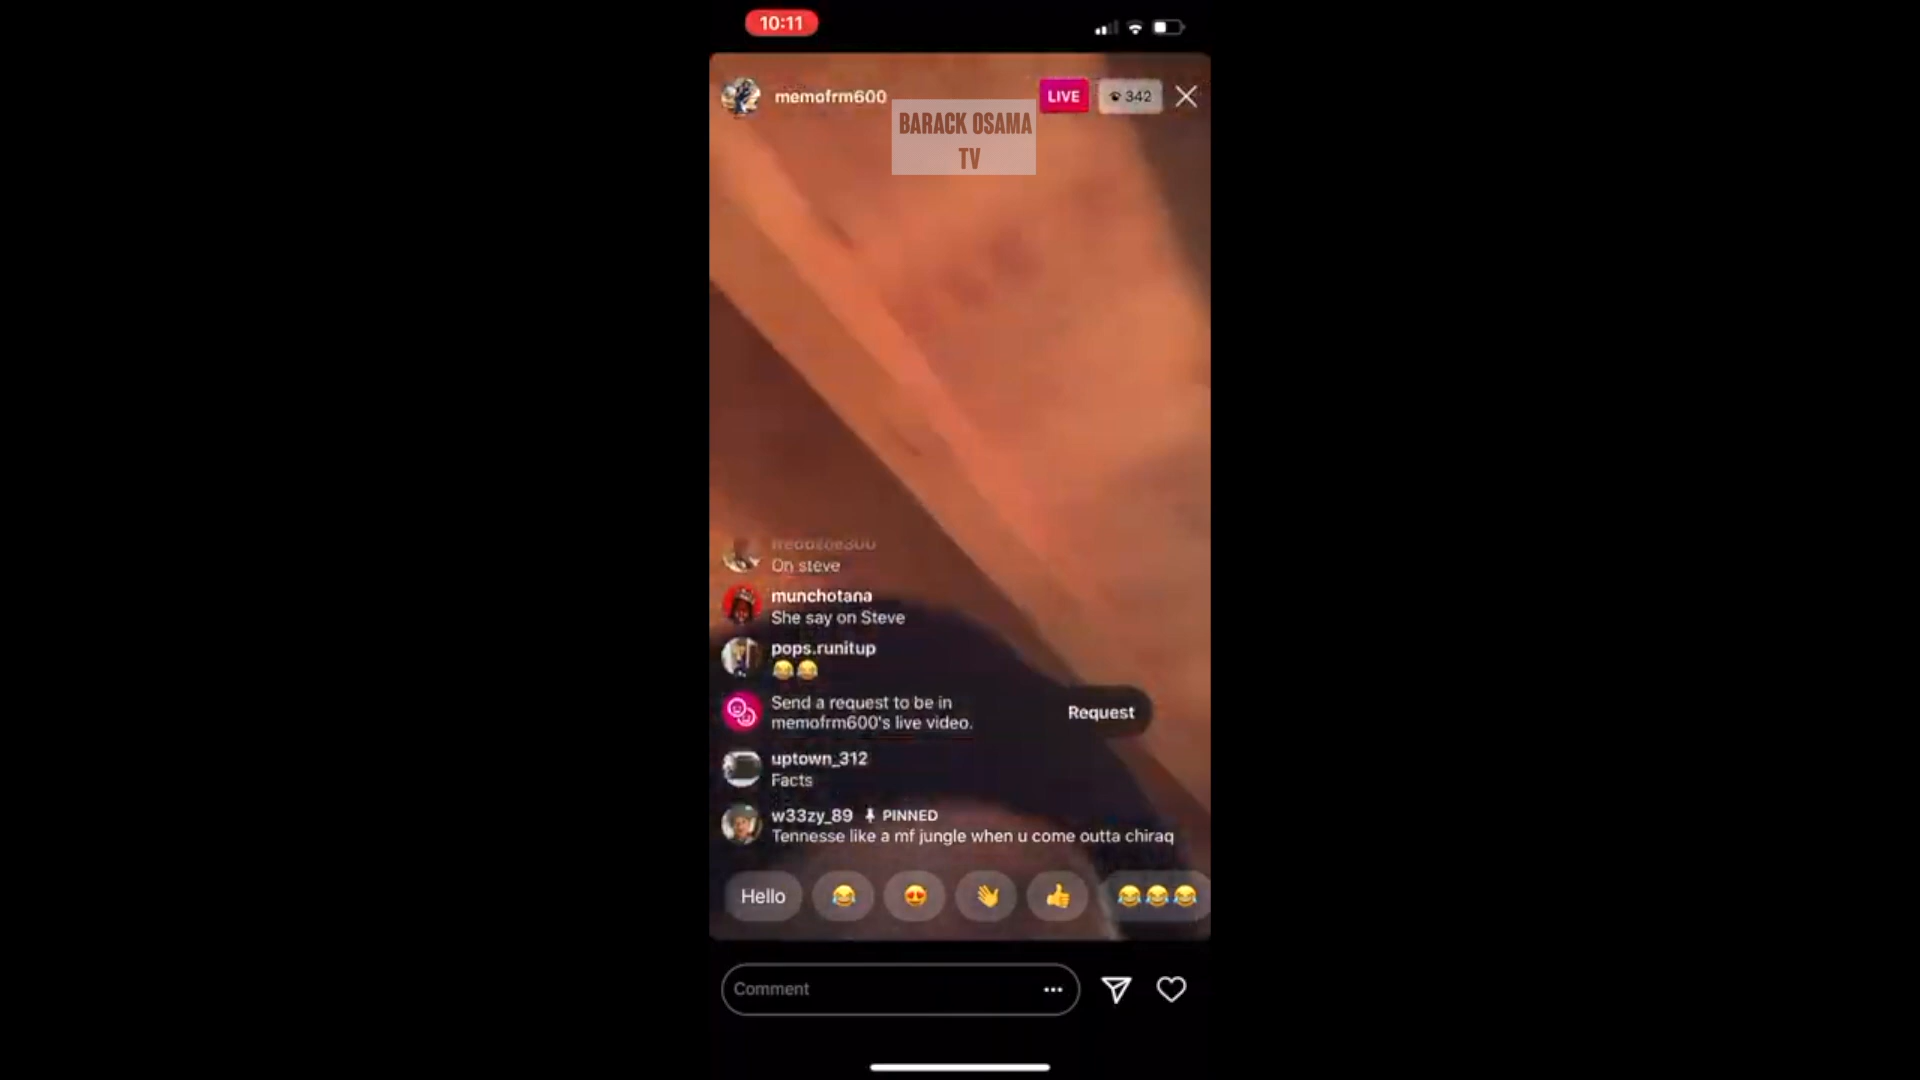 10:11
memofrm600
LIVE
342
BARACK OSAMA
TV
On steve
munchotana
She say on Steve
pops.runitup
😂😂
Send a request to be in
memofrm600's live video.
Request
uptown_312
Facts
w33zy_89 PINNED
Tennesse like a mf jungle when u come outta chiraq
Hello
😂 😍 👋 👍 😂😂😂
Comment